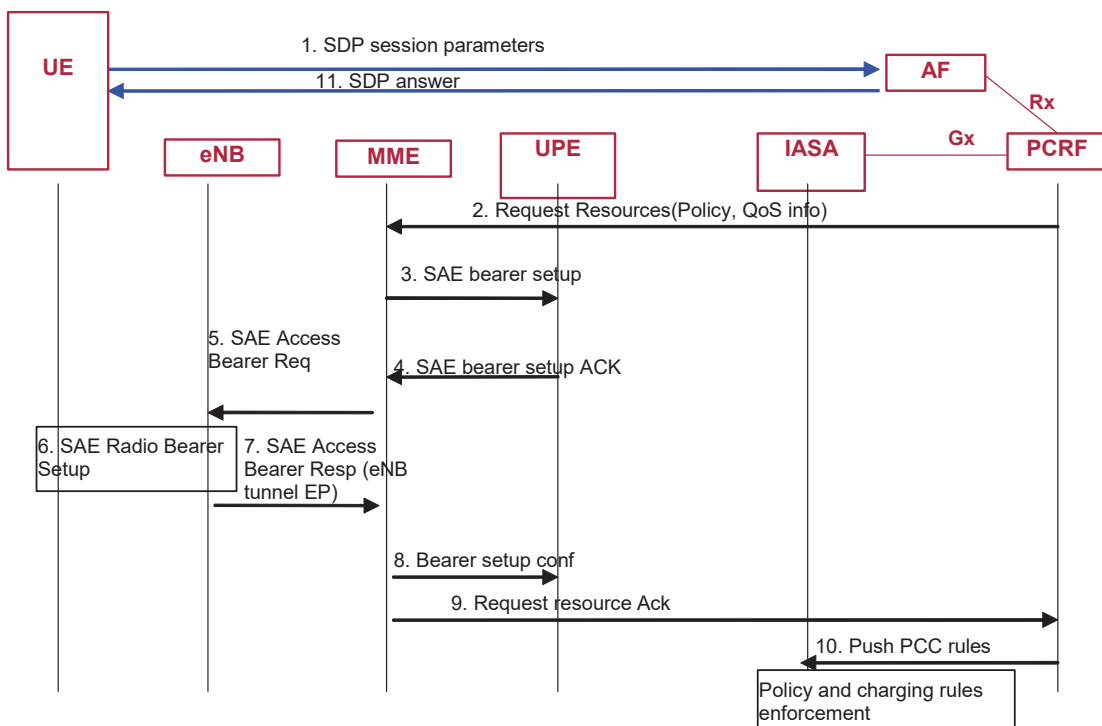 1. SDP session parameters
UE
AF
11. SDP answer
Rx
eNB
MME
UPE
IASA
Gx
PCRF
2. Request Resources(Policy, QoS info)
3. SAE bearer setup
5. SAE Access
Bearer Req
4. SAE bearer setup ACK
6. SAE Radio Bearer
Setup
7. SAE Access
Bearer Resp (eNB
tunnel EP)
8. Bearer setup conf
9. Request resource Ack
10. Push PCC rules
Policy and charging rules
enforcement